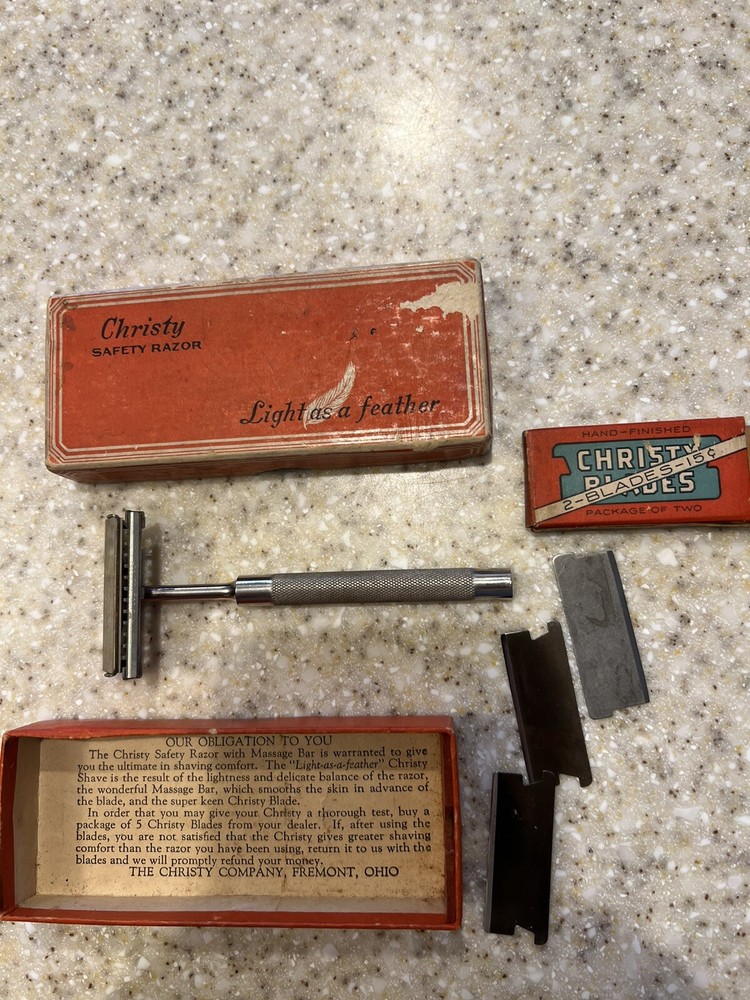 Christy
SAFETY RAZOR
Light as a feather
HAND-FINISHED
CHRISTY
BLADES
2-BLADES-15¢
PACKAGE OF TWO
OUR OBLIGATION TO YOU
The Christy Safety Razor with Massage Bar is warranted to give
you the ultimate in shaving comfort. The "Light-as-a-feather" Christy
Shave is the result of the lightness and delicate balance of the razor,
the wonderful Massage Bar, which smooths the skin in advance of
the blade, and the super keen Christy Blade.
In order that you may give your Christy a thorough test, buy a
package of 5 Christy Blades from your dealer. If, after using the
blades, you are not satisfied that the Christy gives greater shaving
comfort than the razor you have been using, return it to us with the
blades and we will promptly refund your money.
THE CHRISTY COMPANY, FREMONT, OHIO